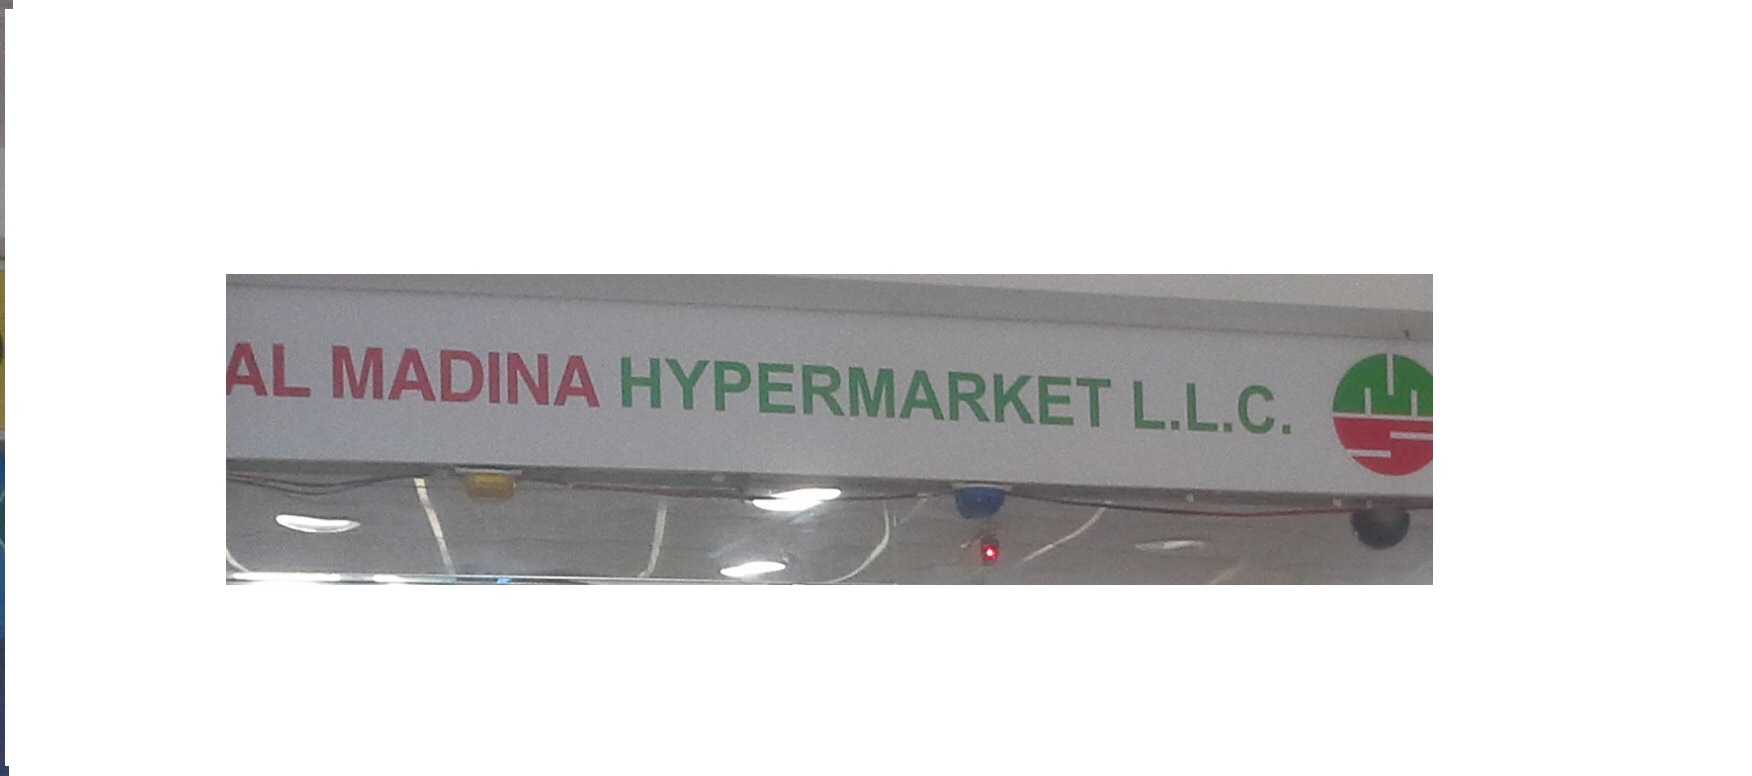 AL MADINA HYPERMARKET L.L.C.